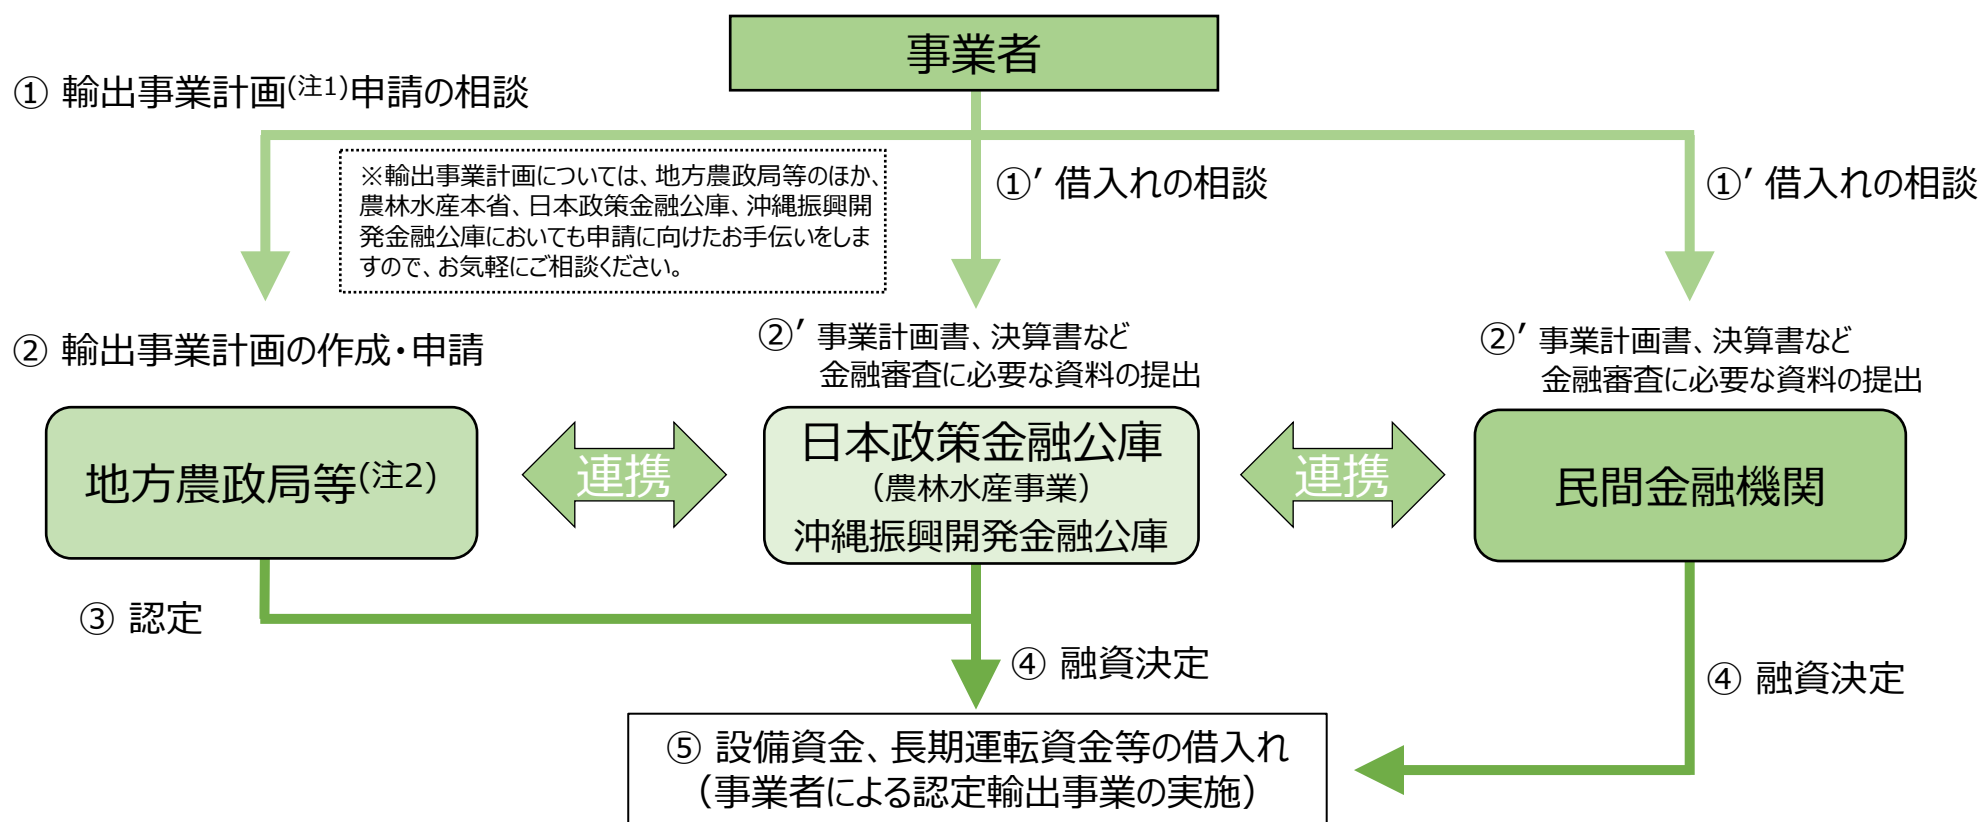 事業者
① 輸出事業計画(注1)申請の相談
※輸出事業計画については、地方農政局等のほか、
農林水産本省、日本政策金融公庫、沖縄振興開
発金融公庫においても申請に向けたお手伝いをしま
すので、お気軽にご相談ください。
①’ 借入れの相談
①’ 借入れの相談
② 輸出事業計画の作成・申請
②’ 事業計画書、決算書など
金融審査に必要な資料の提出
②’ 事業計画書、決算書など
金融審査に必要な資料の提出
地方農政局等(注2)
連携
日本政策金融公庫
（農林水産事業）
沖縄振興開発金融公庫
連携
民間金融機関
③ 認定
④ 融資決定
④ 融資決定
⑤ 設備資金、長期運転資金等の借入れ
（事業者による認定輸出事業の実施）